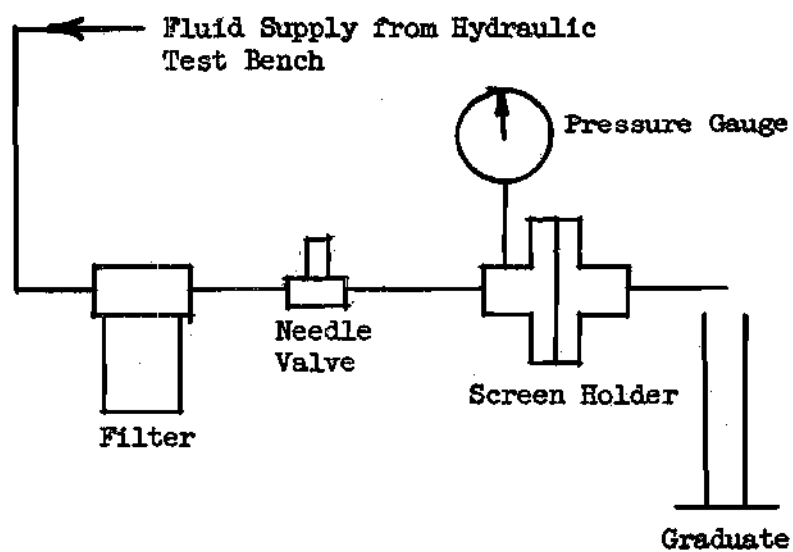 Fluid Supply from Hydraulic
Test Bench
Pressure Gauge
Needle
Valve
Screen Holder
Filter
Graduate